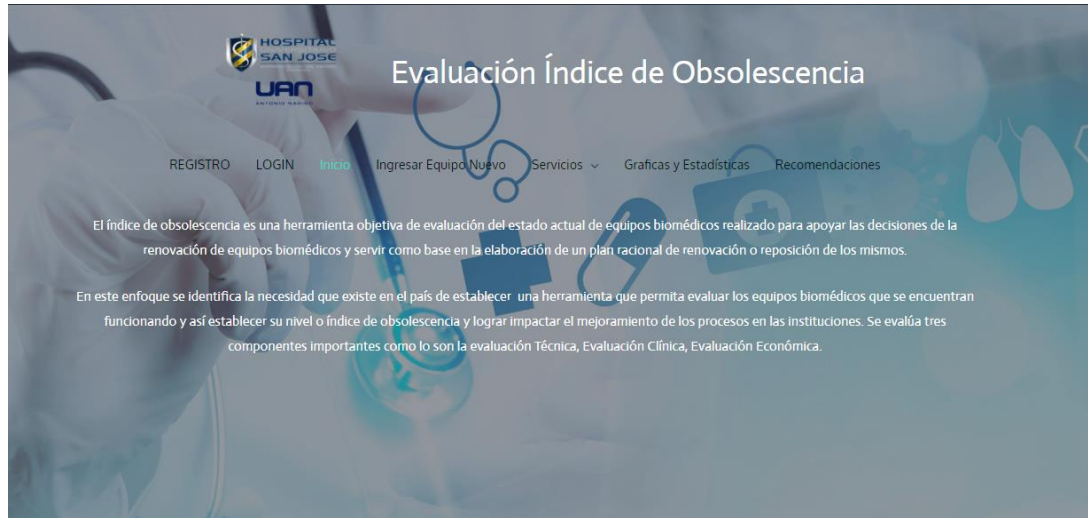 HOSPITAL
SAN JOSE
UAN
ANTONIO NARIÑO
Evaluación Índice de Obsolescencia
REGISTRO LOGIN Inicio Ingresar Equipo Nuevo Servicios Graficas y Estadísticas Recomendaciones
El índice de obsolescencia es una herramienta objetiva de evaluación del estado actual de equipos biomédicos realizado para apoyar las decisiones de la
renovación de equipos biomédicos y servir como base en la elaboración de un plan racional de renovación o reposición de los mismos.
En este enfoque se identifica la necesidad que existe en el país de establecer una herramienta que permita evaluar los equipos biomédicos que se encuentran
funcionando y así establecer su nivel o índice de obsolescencia y lograr impactar el mejoramiento de los procesos en las instituciones. Se evalúa tres
componentes importantes como lo son la evaluación Técnica, Evaluación Clínica, Evaluación Económica.